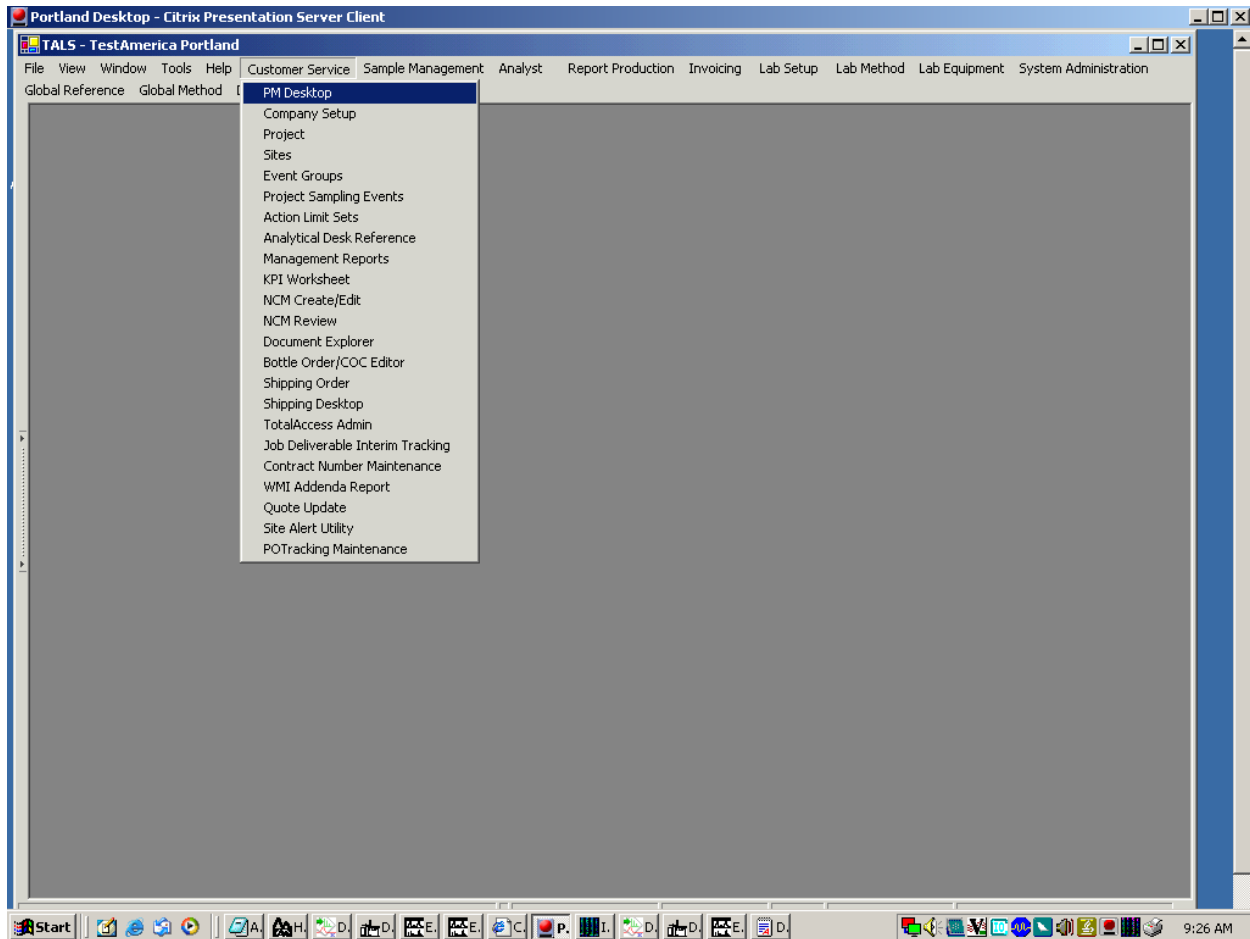 Portland Desktop - Citrix Presentation Server Client
TALS - TestAmerica Portland
File View Window Tools Help Customer Service Sample Management Analyst Report Production Invoicing Lab Setup Lab Method Lab Equipment System Administration
Global Reference Global Method
PM Desktop
Company Setup
Project
Sites
Event Groups
Project Sampling Events
Action Limit Sets
Analytical Desk Reference
Management Reports
KPI Worksheet
NCM Create/Edit
NCM Review
Document Explorer
Bottle Order/COC Editor
Shipping Order
Shipping Desktop
TotalAccess Admin
Job Deliverable Interim Tracking
Contract Number Maintenance
WMI Addenda Report
Quote Update
Site Alert Utility
POTracking Maintenance
Start A. H. D. D. E. E. C. P. I. D. D. E. D. 9:26 AM